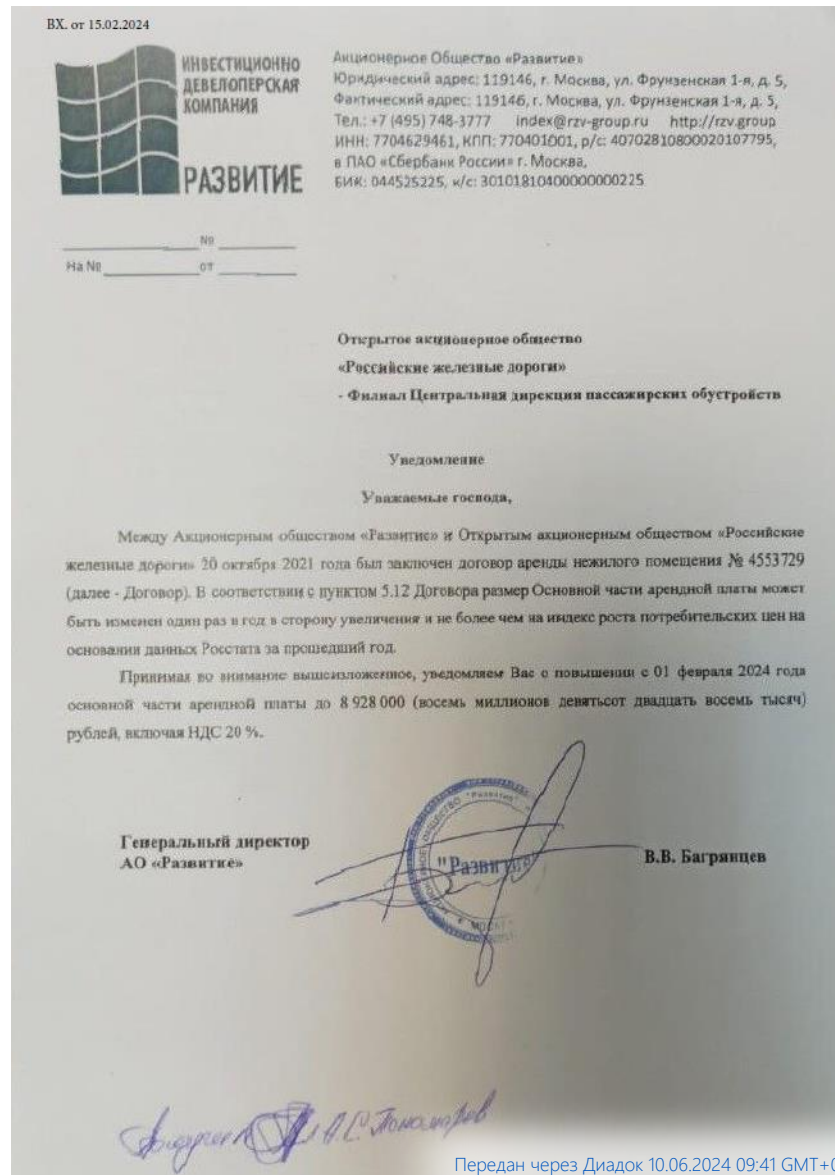 ВХ. от 15.02.2024
ИНВЕСТИЦИОННО
ДЕВЕЛОПЕРСКАЯ
КОМПАНИЯ
РАЗВИТИЕ
Акционерное Общество «Развитие»
Юридический адрес: 119146, г. Москва, ул. Фрунзенская 1-я, д. 5,
Фактический адрес: 119146, г. Москва, ул. Фрунзенская 1-я, д. 5,
Тел.: +7 (495) 748-3777 index@rzv-group.ru http://rzv.group
ИНН: 7704629461, КПП: 770401001, р/с: 40702810800020107795,
в ПАО «Сбербанк России» г. Москва,
БИК: 044525225, к/с: 30101810400000000225
№
На № от
Открытое акционерное общество
«Российские железные дороги»
- Филиал Центральная дирекция пассажирских обустройств
Уведомление
Уважаемые господа,
Между Акционерным обществом «Развитие» и Открытым акционерным обществом «Российские
железные дороги» 20 октября 2021 года был заключен договор аренды нежилого помещения № 4553729
(далее - Договор). В соответствии с пунктом 5.12 Договора размер Основной части арендной платы может
быть изменен один раз в год в сторону увеличения и не более чем на индекс роста потребительских цен на
основании данных Росстата за прошедший год.
Принимая во внимание вышеизложенное, уведомляем Вас о повышении с 01 февраля 2024 года
основной части арендной платы до 8 928 000 (восемь миллионов девятьсот двадцать восемь тысяч)
рублей, включая НДС 20 %.
Генеральный директор
АО «Развитие»
"Развитие"
В.В. Багрянцев
А.С. Пономарев
Передан через Диадок 10.06.2024 09:41 GMT+